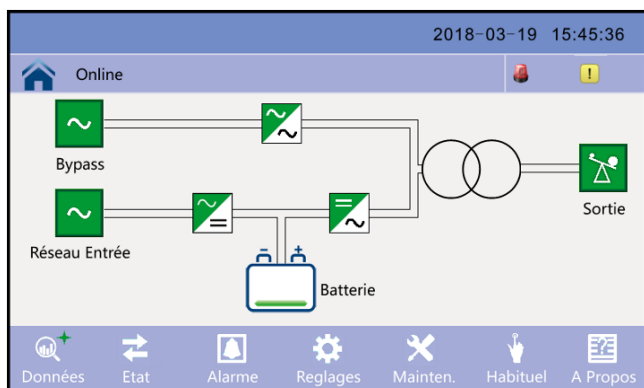 2018-03-19 15:45:36
Online
Bypass
Réseau Entrée
Sortie
Batterie
Données Etat Alarme Reglages Mainten. Habituel A Propos